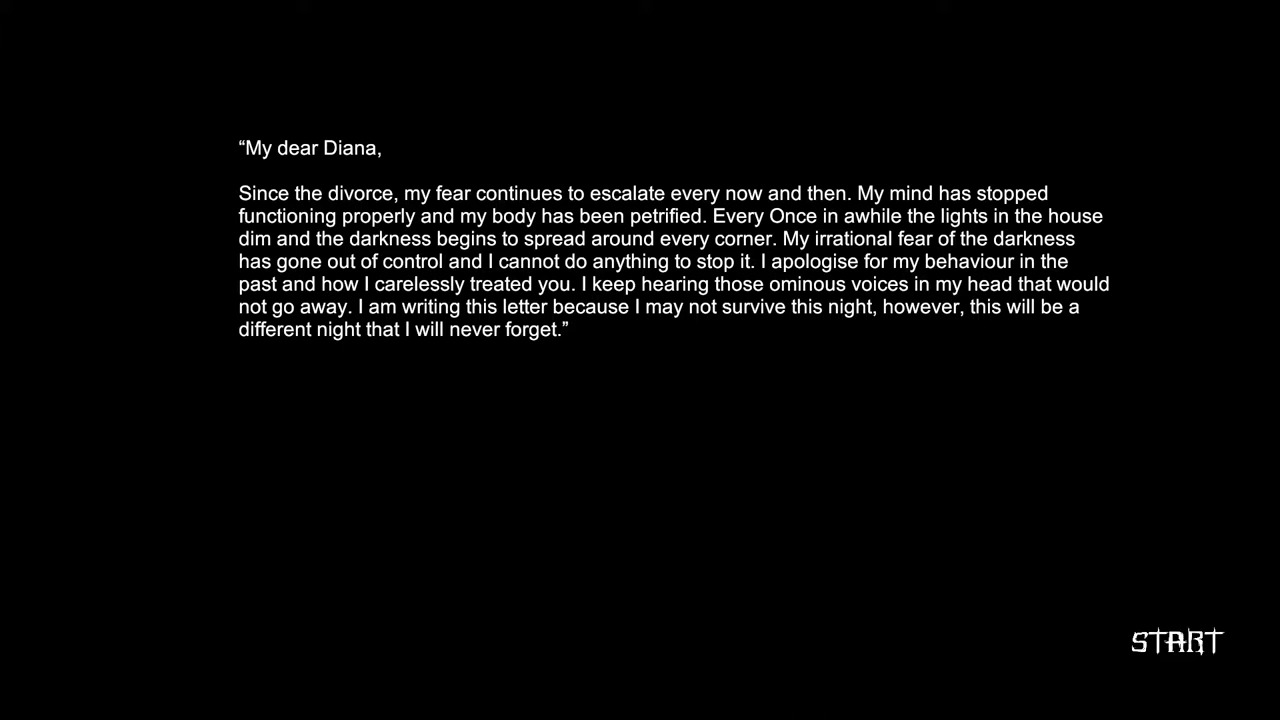 “My dear Diana,
Since the divorce, my fear continues to escalate every now and then. My mind has stopped
functioning properly and my body has been petrified. Every Once in awhile the lights in the house
dim and the darkness begins to spread around every corner. My irrational fear of the darkness
has gone out of control and I cannot do anything to stop it. I apologise for my behaviour in the
past and how I carelessly treated you. I keep hearing those ominous voices in my head that would
not go away. I am writing this letter because I may not survive this night, however, this will be a
different night that I will never forget.”
START